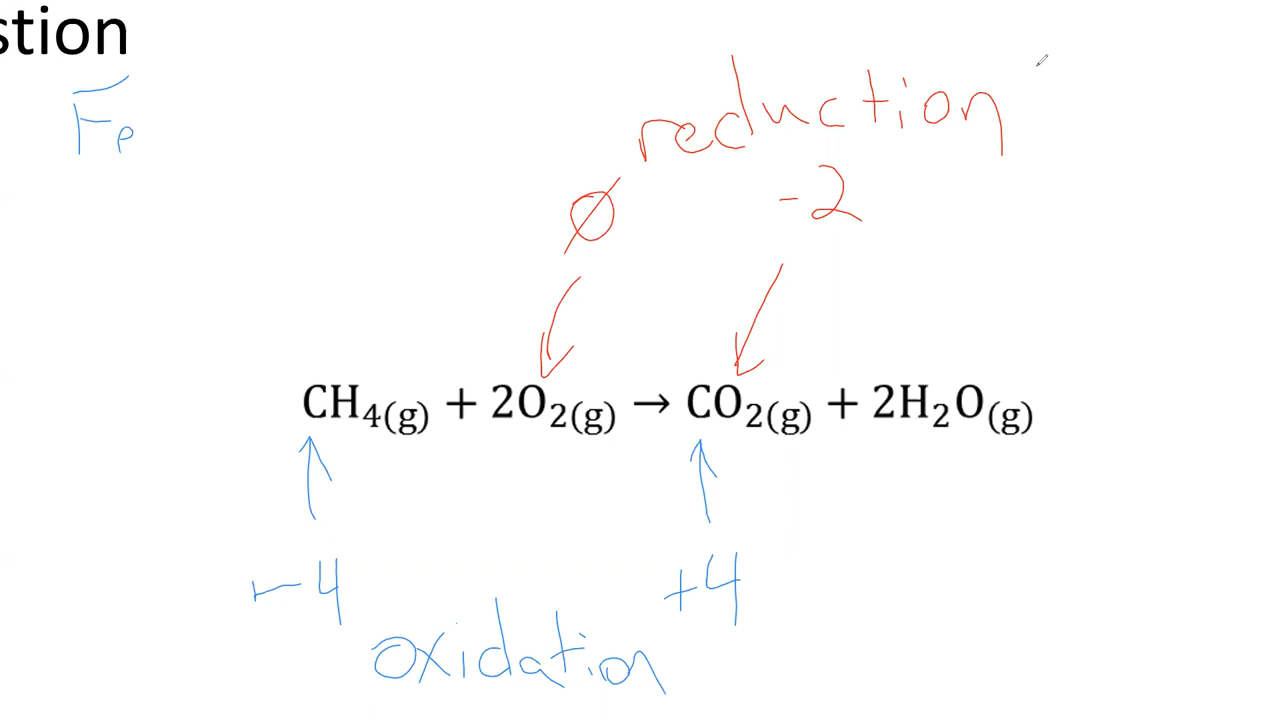 stion
Fe
reduction
Ø
-2
CH₄(g) + 2O₂(g) → CO₂(g) + 2H₂O(g)
-4
+4
oxidation